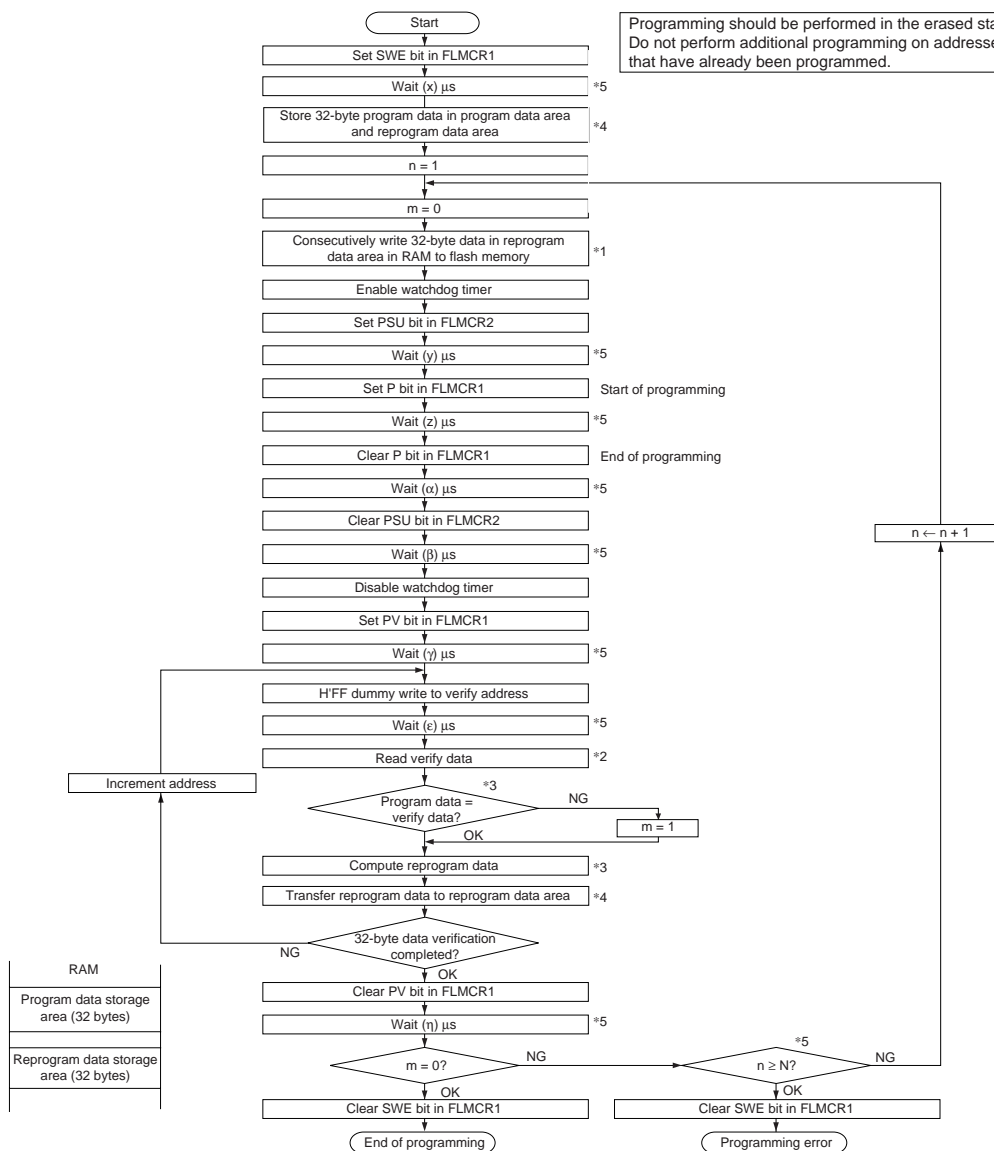 Start
Programming should be performed in the erased
Do not perform additional programming on
that have already been programmed.
Set SWE bit in FLMCR1
Wait (x) μs
*5
Store 32-byte program data in program data area
and reprogram data area
*4
n = 1
m = 0
Consecutively write 32-byte data in reprogram
data area in RAM to flash memory
*1
Enable watchdog timer
Set PSU bit in FLMCR2
Wait (y) μs
*5
Set P bit in FLMCR1
Start of programming
Wait (z) μs
*5
Clear P bit in FLMCR1
End of programming
Wait (α) μs
*5
Clear PSU bit in FLMCR2
n ← n + 1
Wait (β) μs
*5
Disable watchdog timer
Set PV bit in FLMCR1
Wait (γ) μs
*5
H'FF dummy write to verify address
Wait (ε) μs
*5
Read verify data
*2
Increment address
*3
Program data =
verify data?
NG
m = 1
OK
Compute reprogram data
*3
Transfer reprogram data to reprogram data area
*4
32-byte data verification
completed?
NG
OK
RAM
Program data storage
area (32 bytes)
Reprogram data storage
area (32 bytes)
Clear PV bit in FLMCR1
Wait (η) μs
*5
m = 0?
NG
*5
n ≥ N?
NG
OK
OK
Clear SWE bit in FLMCR1
Clear SWE bit in FLMCR1
End of programming
Programming error